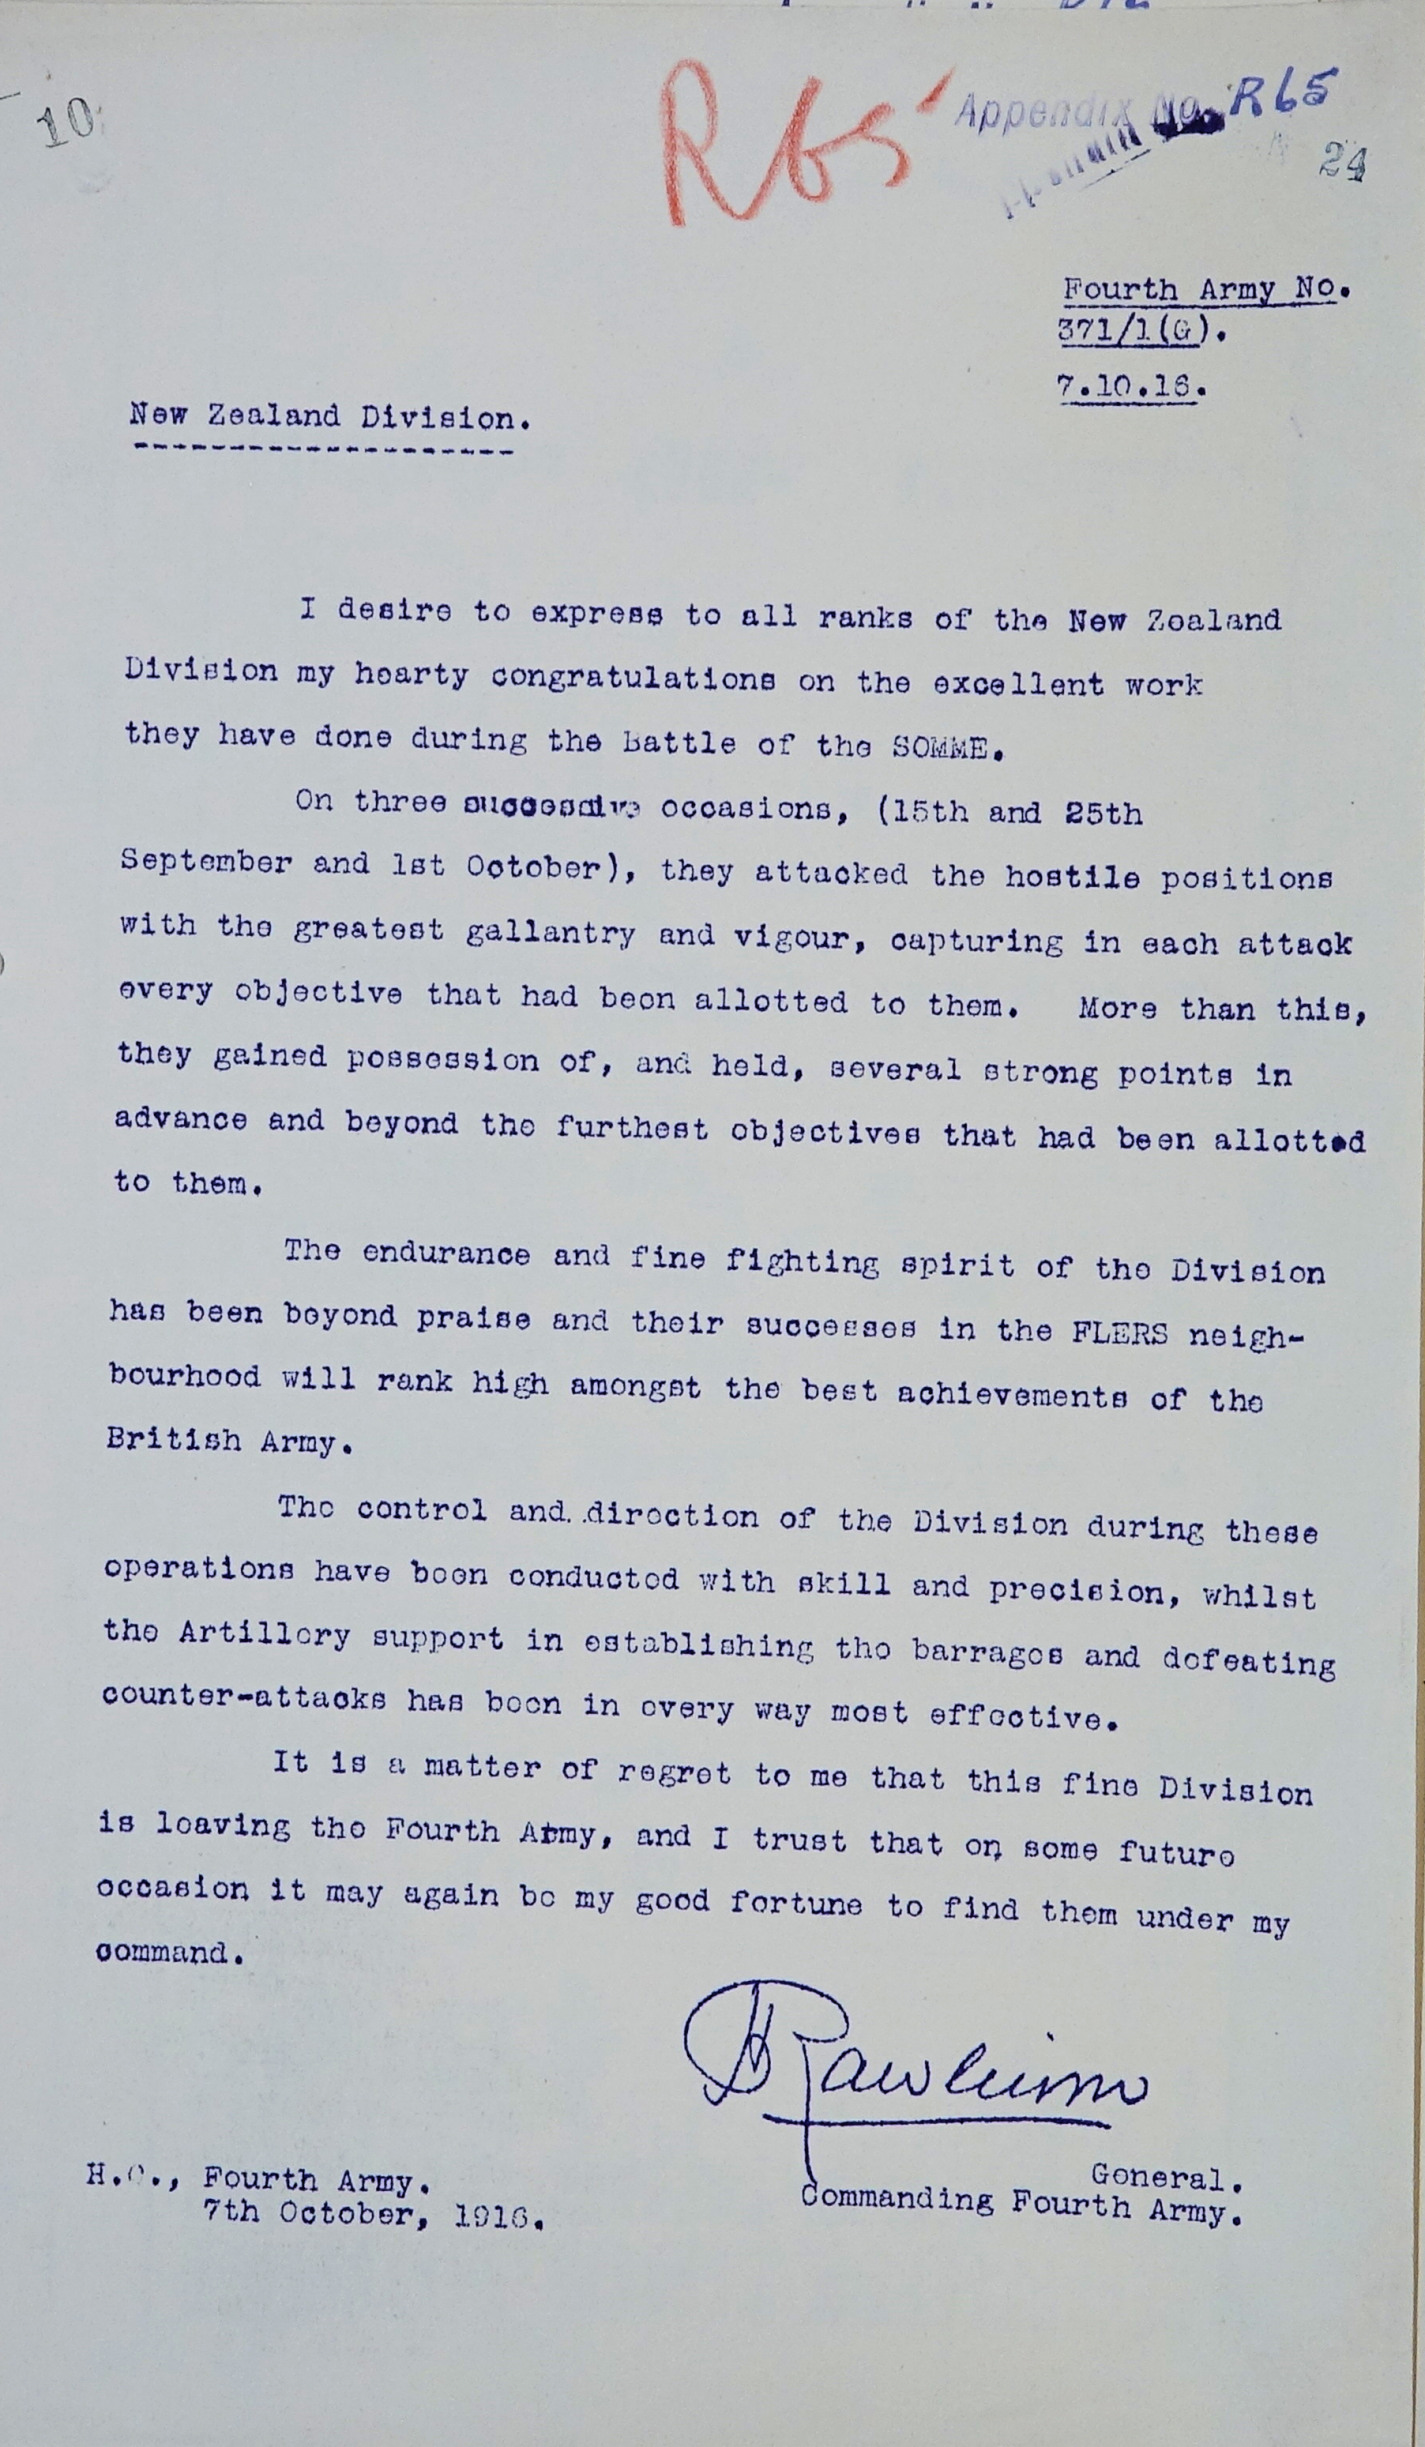 10
R65
Appendix No. R65
24
Fourth Army No.
371/1(G).
7.10.16.
New Zealand Division.
I desire to express to all ranks of the New Zealand
Division my hearty congratulations on the excellent work
they have done during the Battle of the SOMME.
On three successive occasions, (15th and 25th
September and 1st October), they attacked the hostile positions
with the greatest gallantry and vigour, capturing in each attack
every objective that had been allotted to them. More than this,
they gained possession of, and held, several strong points in
advance and beyond the furthest objectives that had been allotted
to them.
The endurance and fine fighting spirit of the Division
has been beyond praise and their successes in the FLERS neigh-
bourhood will rank high amongst the best achievements of the
British Army.
The control and direction of the Division during these
operations have been conducted with skill and precision, whilst
the Artillery support in establishing the barrages and defeating
counter-attacks has been in every way most effective.
It is a matter of regret to me that this fine Division
is leaving the Fourth Army, and I trust that on some future
occasion it may again be my good fortune to find them under my
command.
HRawlinson
General.
H.Q., Fourth Army.
Commanding Fourth Army.
7th October, 1916.